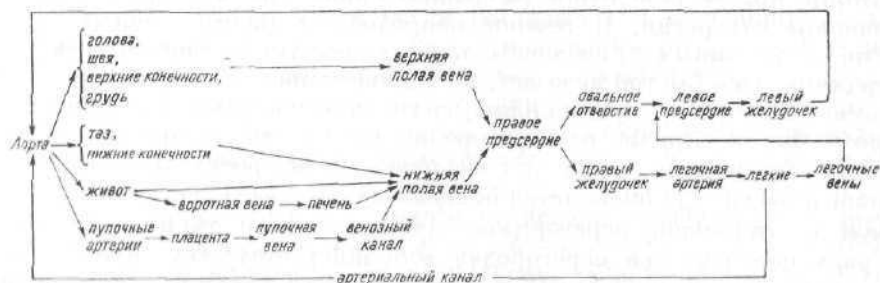 голова,
шея,
верхние конечности,
грудь
верхняя
полая вена
Аорта
таз,
нижние конечности
правое
предсердие
овальное
отверстие
левое
предсердие
левый
желудочек
правый
желудочек
легочная
артерия
легкие
легочные
вены
живот
воротная вена
печень
нижняя
полая вена
пупочные
артерии
плацента
пупочная
вена
венозный
канал
артериальный канал